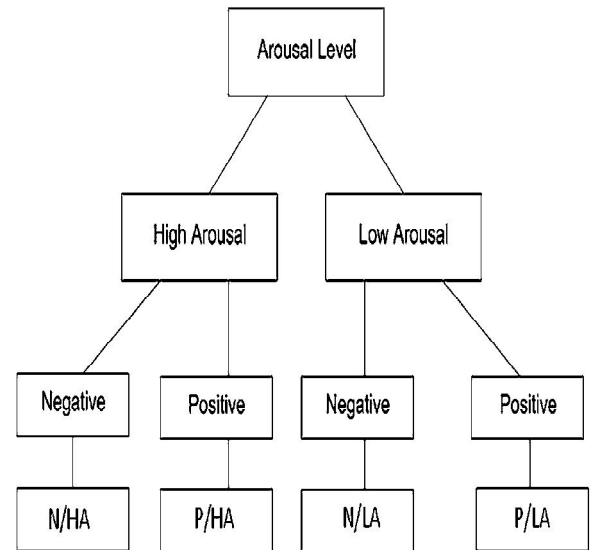 Arousal Level
High Arousal
Low Arousal
Negative
Positive
Negative
Positive
N/HA
P/HA
N/LA
P/LA